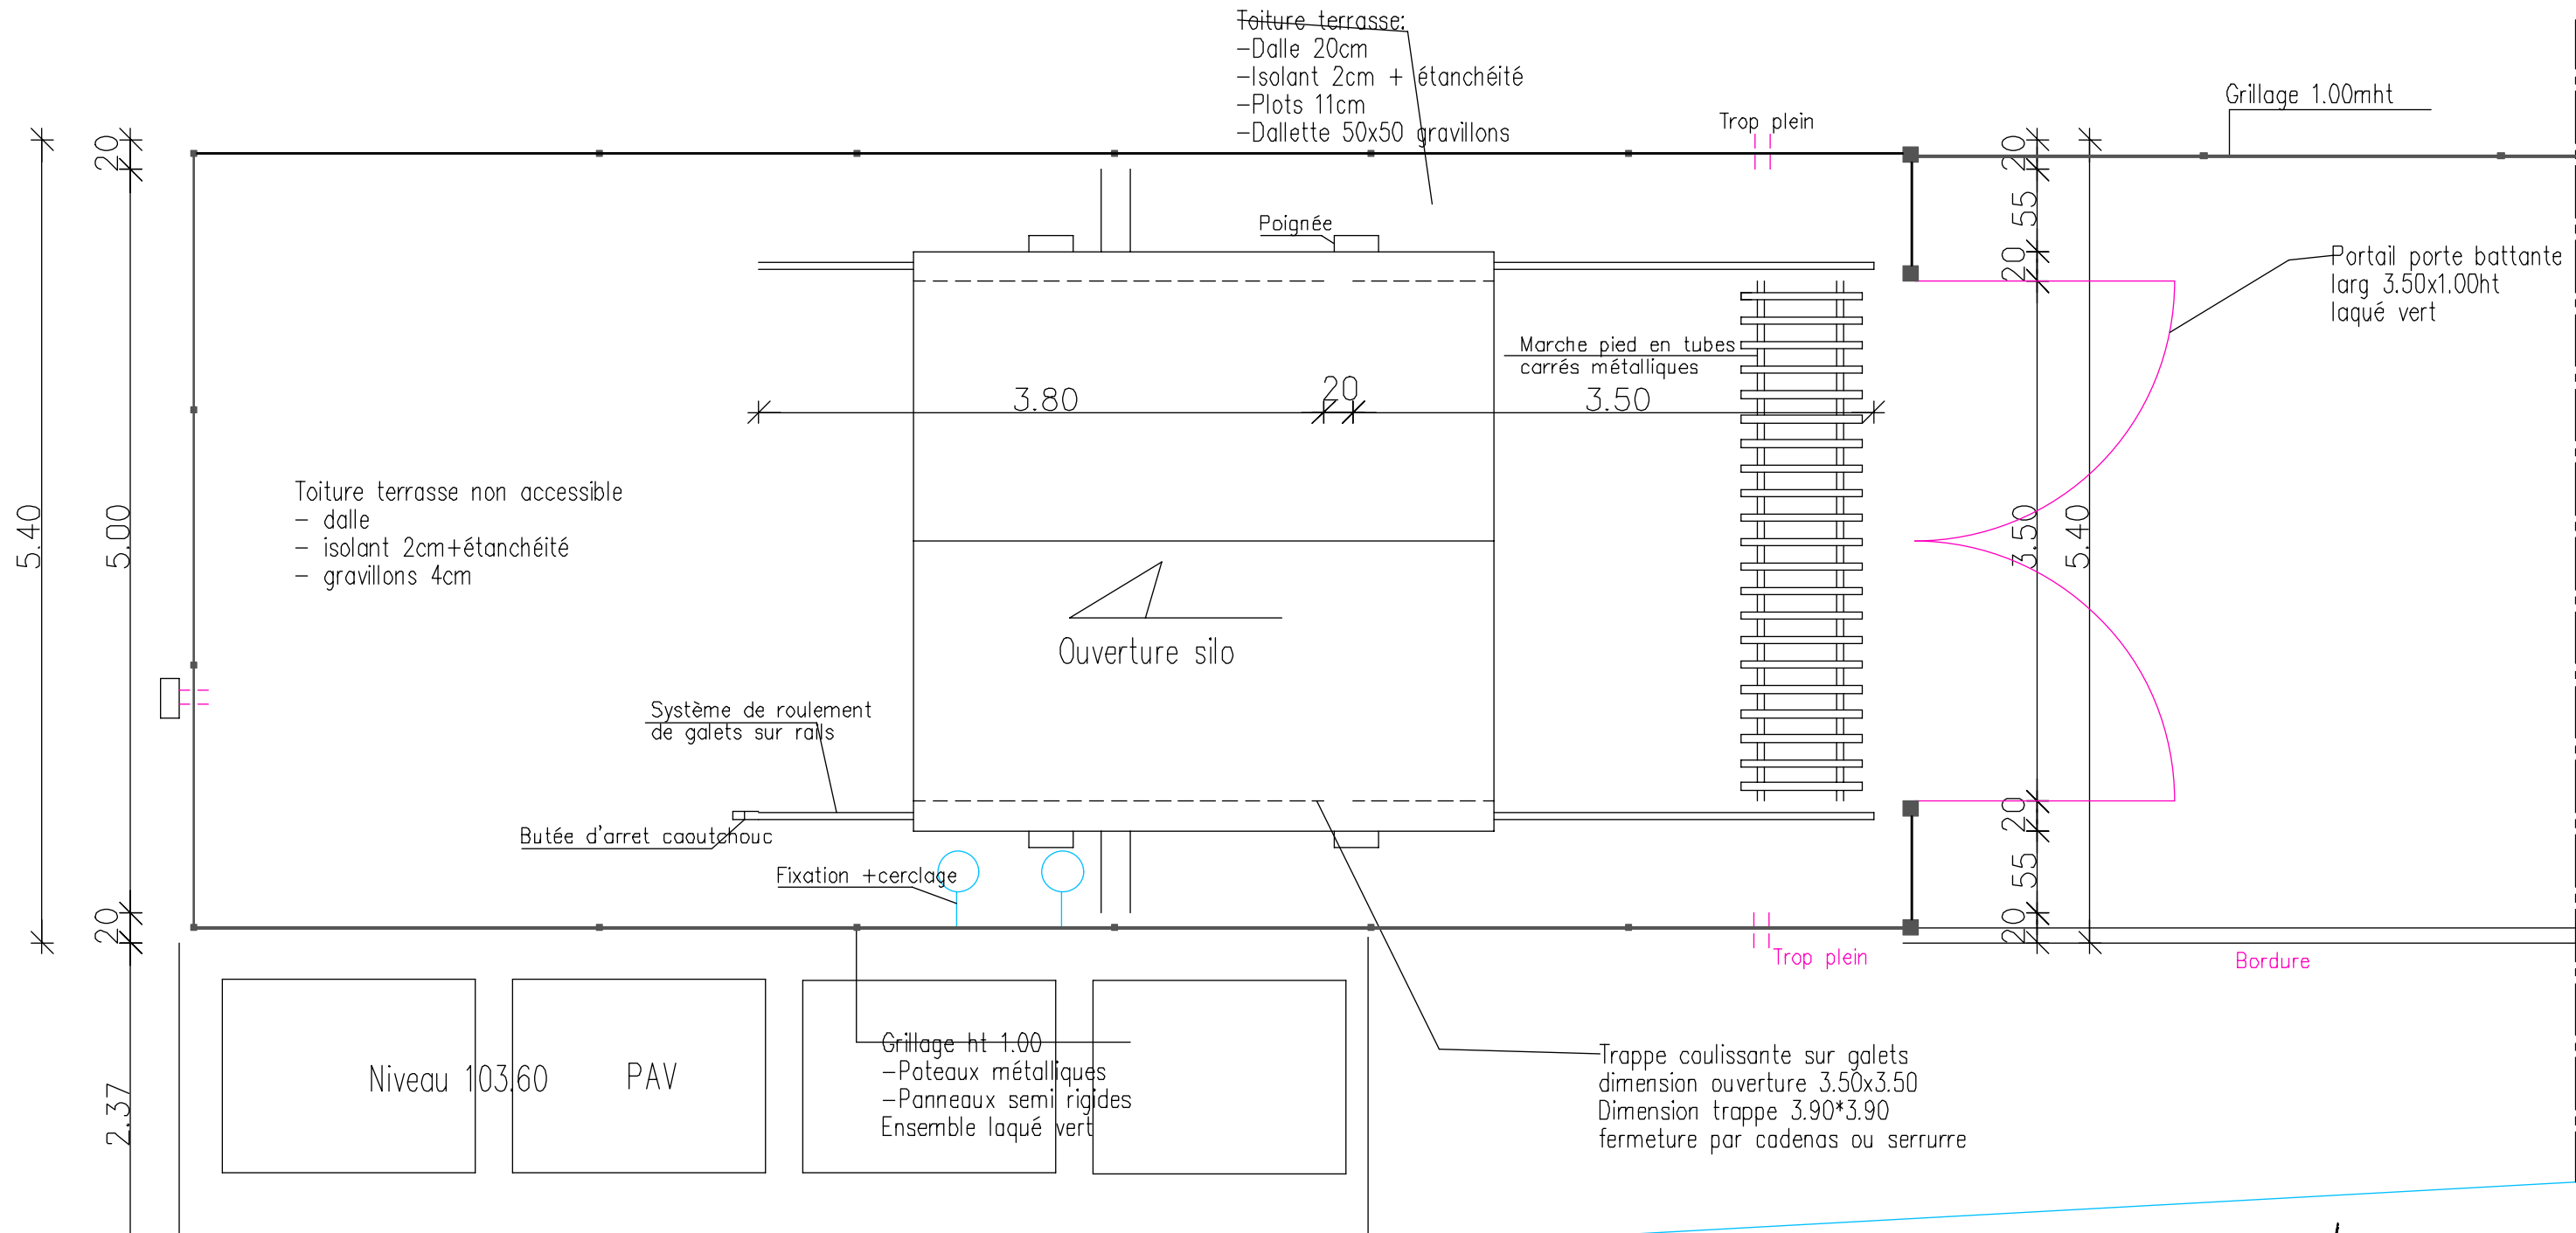 Toiture terrasse:
-Dalle 20cm
-Isolant 2cm + étanchéité
-Plots 11cm
-Dallette 50x50 gravillons
Trop plein
Grillage 1.00mht
20
20
55
20
Poignée
Portail porte battante
larg 3.50x1.00ht
laqué vert
Marche pied en tubes
carrés métalliques
3.80
20
3.50
Toiture terrasse non accessible
- dalle
- isolant 2cm+étanchéité
- gravillons 4cm
5.40
5.00
3.50
5.40
Ouverture silo
Système de roulement
de galets sur rails
Butée d'arret caoutchouc
Fixation +cerclage
20
55
20
20
Trop plein
Bordure
Niveau 103.60
PAV
2.37
Grillage ht 1.00
-Poteaux métalliques
-Panneaux semi rigides
Ensemble laqué vert
Trappe coulissante sur galets
dimension ouverture 3.50x3.50
Dimension trappe 3.90*3.90
fermeture par cadenas ou serrurre